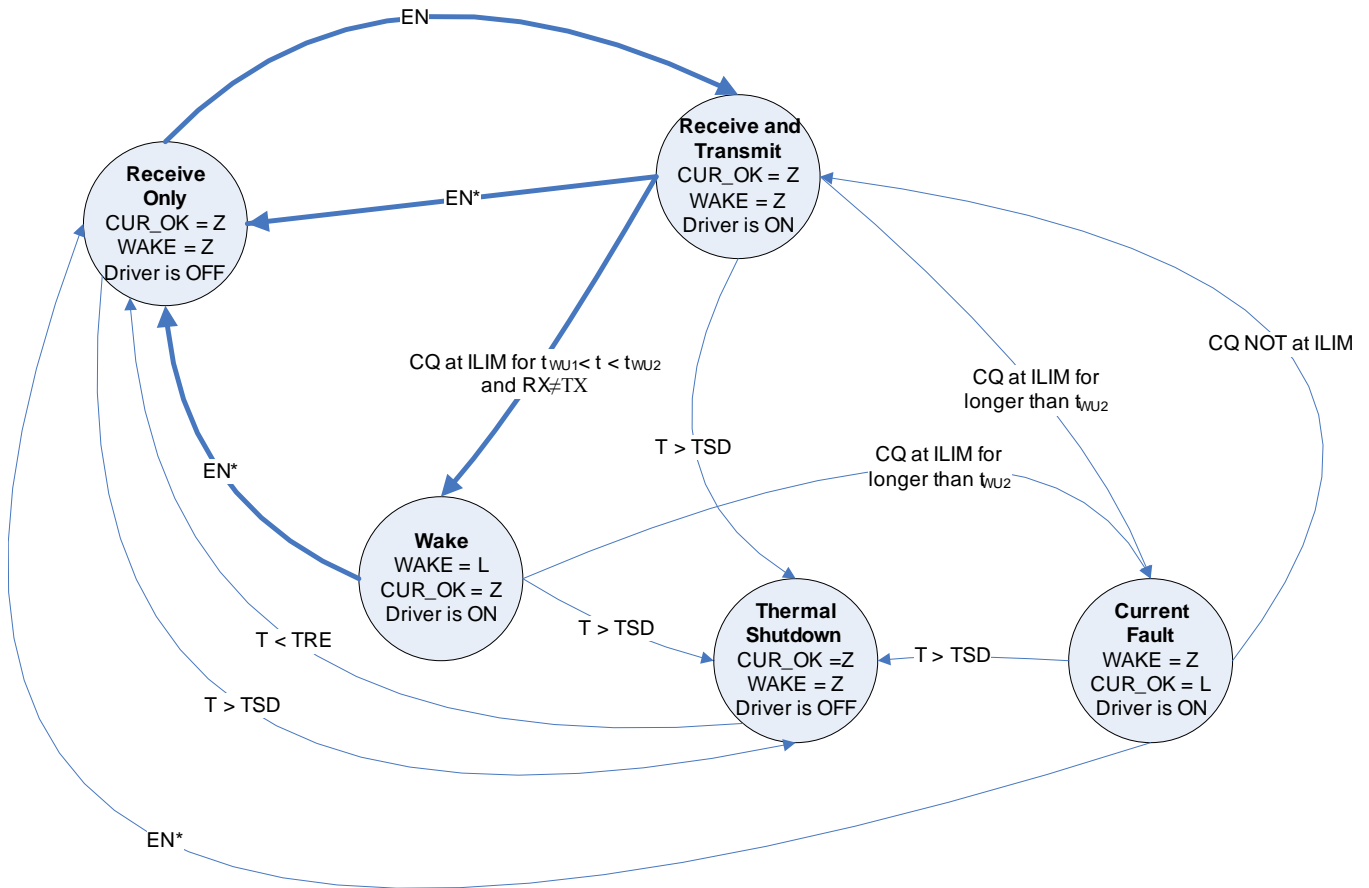 EN
Receive and
Transmit
CUR_OK = Z
WAKE = Z
Driver is ON
Receive
Only
CUR_OK = Z
WAKE = Z
Driver is OFF
EN*
CQ at ILIM for tWU1< t < tWU2
and RX≠TX
CQ NOT at ILIM
CQ at ILIM for
longer than tWU2
T > TSD
CQ at ILIM for
longer than tWU2
EN*
Wake
WAKE = L
CUR_OK = Z
Driver is ON
T > TSD
Thermal
Shutdown
CUR_OK =Z
WAKE = Z
Driver is OFF
T > TSD
Current
Fault
WAKE = Z
CUR_OK = L
Driver is ON
T < TRE
T > TSD
EN*